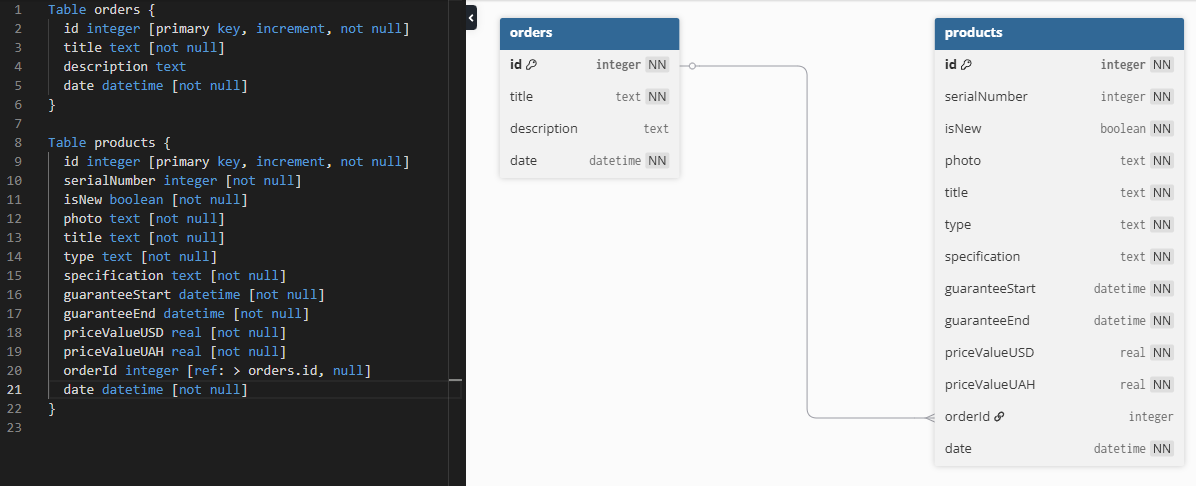 1 Table orders {
2 id integer [primary key, increment, not null]
3 title text [not null]
4 description text
5 date datetime [not null]
6 }
7
8 Table products {
9 id integer [primary key, increment, not null]
10 serialNumber integer [not null]
11 isNew boolean [not null]
12 photo text [not null]
13 title text [not null]
14 type text [not null]
15 specification text [not null]
16 guaranteeStart datetime [not null]
17 guaranteeEnd datetime [not null]
18 priceValueUSD real [not null]
19 priceValueUAH real [not null]
20 orderId integer [ref: > orders.id, null]
21 date datetime [not null]
22 }
23
orders
id integer NN
title text NN
description text
date datetime NN
products
id integer NN
serialNumber integer NN
isNew boolean NN
photo text NN
title text NN
type text NN
specification text NN
guaranteeStart datetime NN
guaranteeEnd datetime NN
priceValueUSD real NN
priceValueUAH real NN
orderId integer
date datetime NN